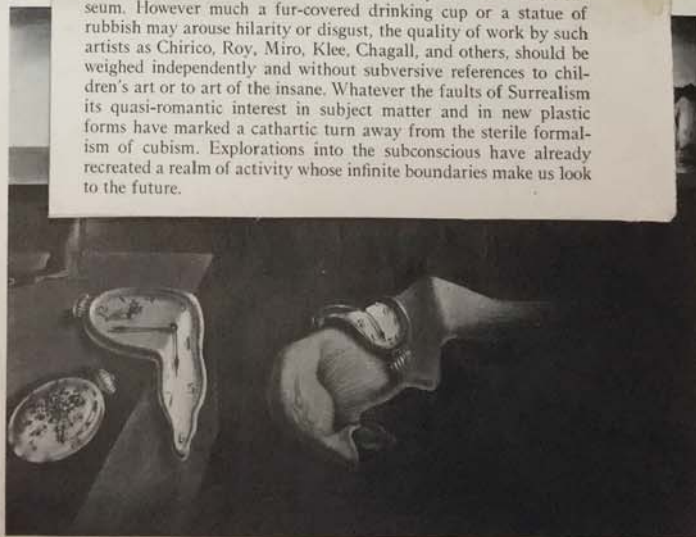 seum. However much a fur-covered drinking cup or a statue of
rubbish may arouse hilarity or disgust, the quality of work by such
artists as Chirico, Roy, Miro, Klee, Chagall, and others, should be
weighed independently and without subversive references to chil-
dren's art or to art of the insane. Whatever the faults of Surrealism
its quasi-romantic interest in subject matter and in new plastic
forms have marked a cathartic turn away from the sterile formal-
ism of cubism. Explorations into the subconscious have already
recreated a realm of activity whose infinite boundaries make us look
to the future.